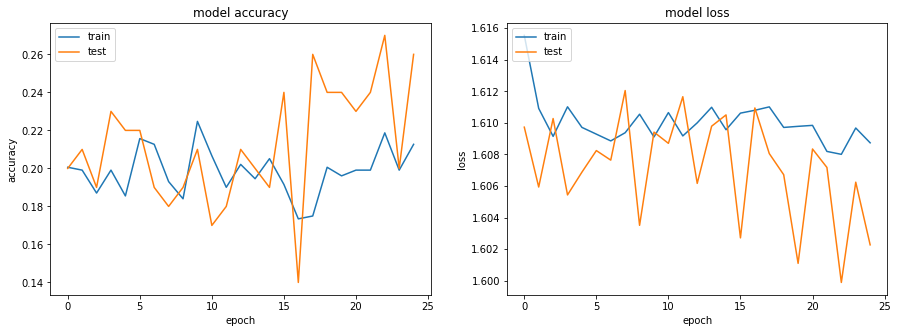 model accuracy
train
test
0.26
0.24
0.22
0.20
0.18
0.16
0.14
accuracy
0
5
10
15
20
25
epoch
model loss
train
test
1.616
1.614
1.612
1.610
1.608
1.606
1.604
1.602
1.600
loss
0
5
10
15
20
25
epoch